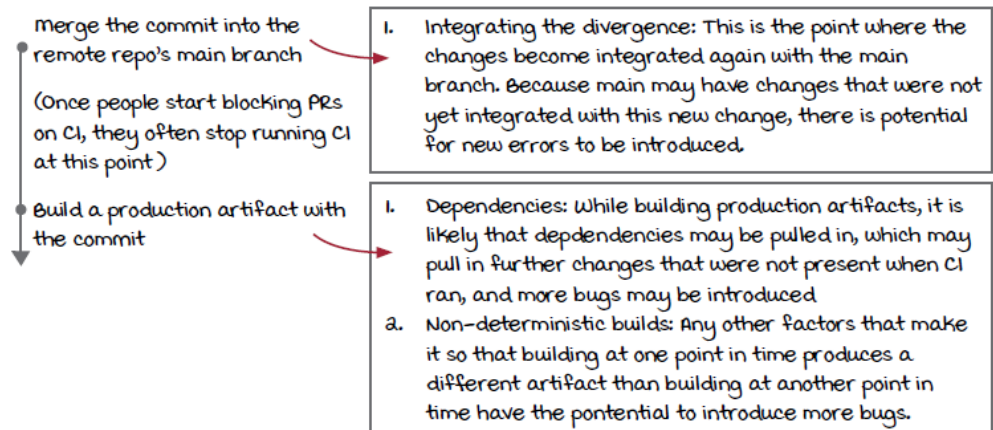 merge the commit into the
remote repo's main branch
(Once people start blocking PRs
on CI, they often stop running CI
at this point)
Build a production artifact with
the commit
1. Integrating the divergence: This is the point where the
changes become integrated again with the main
branch. Because main may have changes that were not
yet integrated with this new change, there is potential
for new errors to be introduced.
1. Dependencies: While building production artifacts, it is
likely that depdendencies may be pulled in, which may
pull in further changes that were not present when CI
ran, and more bugs may be introduced
2. Non-deterministic builds: Any other factors that make
it so that building at one point in time produces a
different artifact than building at another point in
time have the pontential to introduce more bugs.